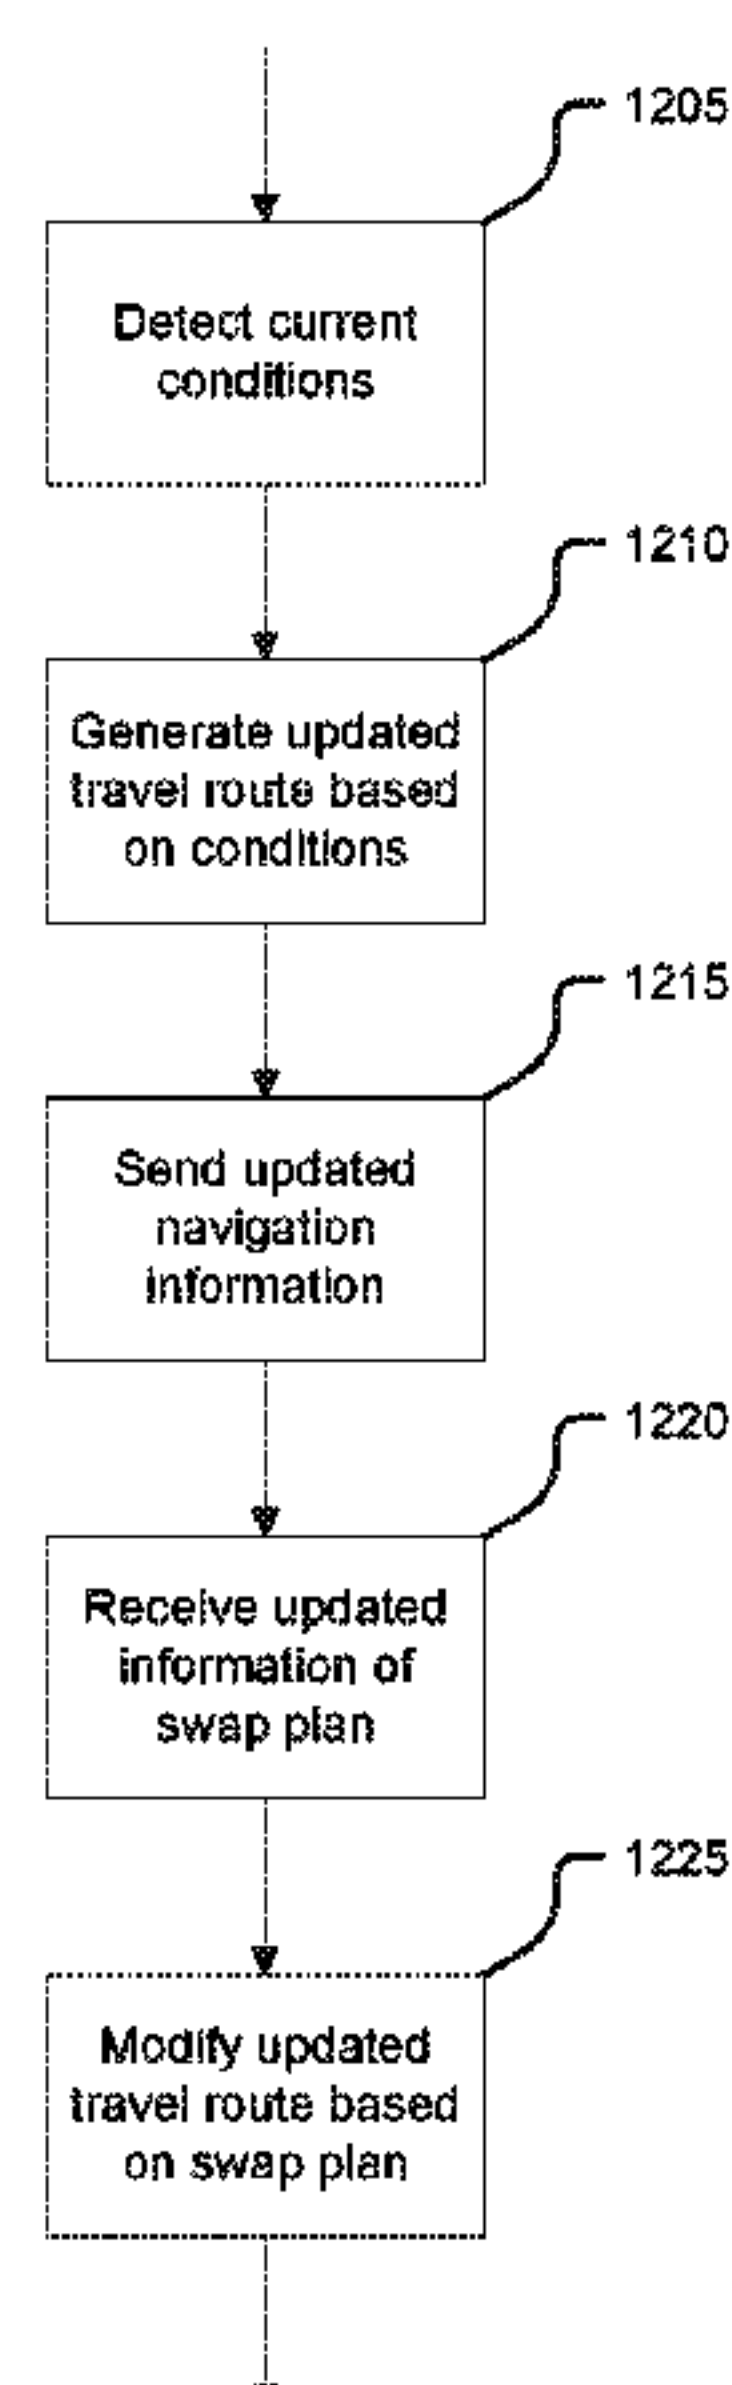 1205
Detect current
conditions
1210
Generate updated
travel route based
on conditions
1215
Send updated
navigation
information
1220
Receive updated
information of
swap plan
1225
Modify updated
travel route based
on swap plan